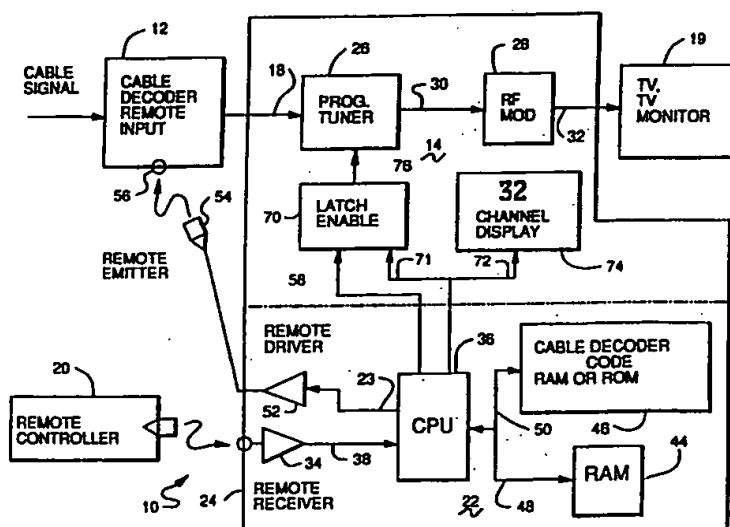 12
26
28
19
CABLE
SIGNAL
CABLE
DECODER
REMOTE
INPUT
18
PROG.
TUNER
30
RF
MOD
32
TV,
TV
MONITOR
14
76
56
54
70
LATCH
ENABLE
32
CHANNEL
DISPLAY
REMOTE
EMITTER
58
71
72
74
REMOTE
DRIVER
36
20
23
CABLE DECODER
CODE
RAM OR ROM
52
CPU
50
46
REMOTE
CONTROLLER
34
38
RAM
44
10
24
REMOTE
RECEIVER
22
48